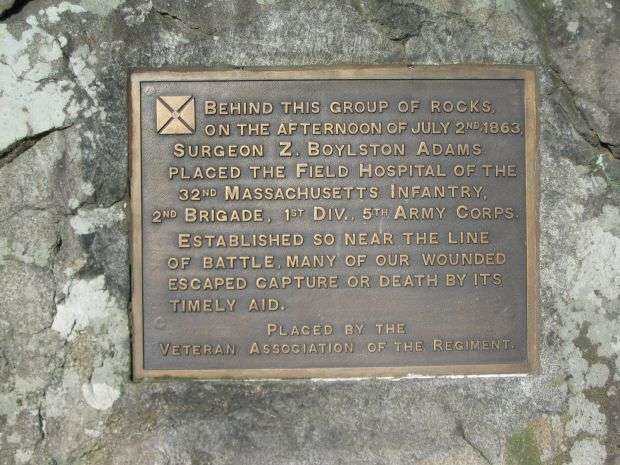 BEHIND THIS GROUP OF ROCKS,
ON THE AFTERNOON OF JULY 2ND 1863,
SURGEON Z. BOYLSTON ADAMS
PLACED THE FIELD HOSPITAL OF THE
32ND MASSACHUSETTS INFANTRY,
2ND BRIGADE, 1ST DIV., 5TH ARMY CORPS.
ESTABLISHED SO NEAR THE LINE
OF BATTLE, MANY OF OUR WOUNDED
ESCAPED CAPTURE OR DEATH BY ITS
TIMELY AID.
PLACED BY THE
VETERAN ASSOCIATION OF THE REGIMENT.